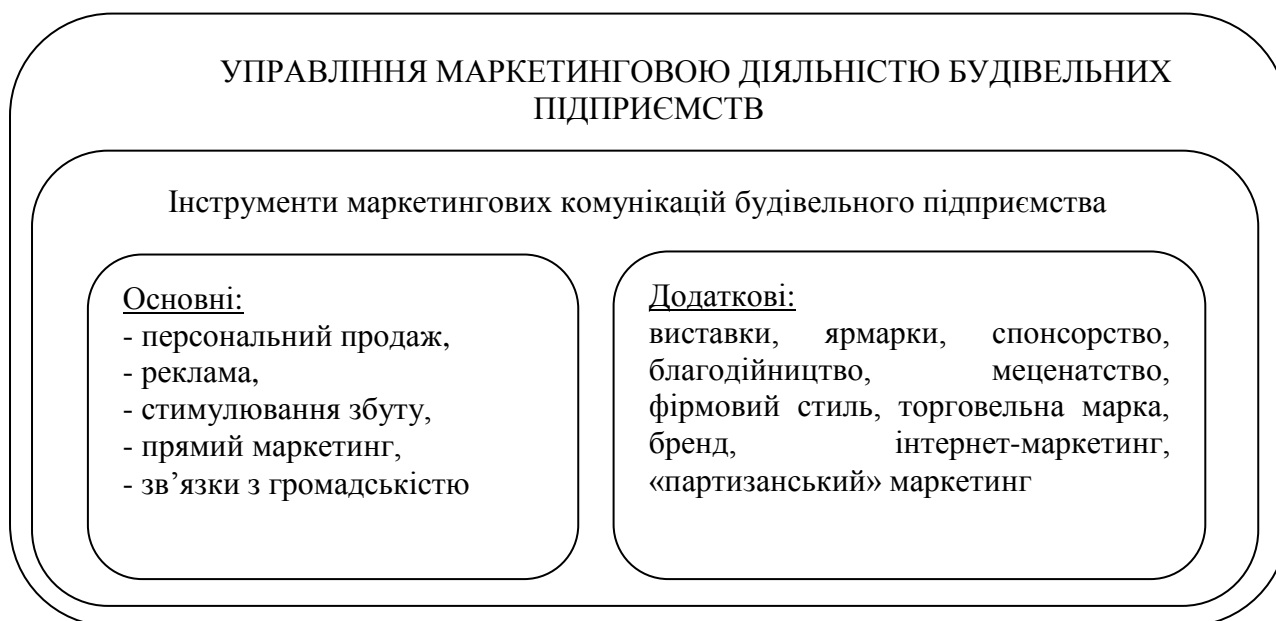 УПРАВЛІННЯ МАРКЕТИНГОВОЮ ДІЯЛЬНІСТЮ БУДІВЕЛЬНИХ
ПІДПРИЄМСТВ
Інструменти маркетингових комунікацій будівельного підприємства
Основні:
- персональний продаж,
- реклама,
- стимулювання збуту,
- прямий маркетинг,
- зв’язки з громадськістю
Додаткові:
виставки, ярмарки, спонсорство,
благодійництво, меценатство,
фірмовий стиль, торговельна марка,
бренд, інтернет-маркетинг,
«партизанський» маркетинг